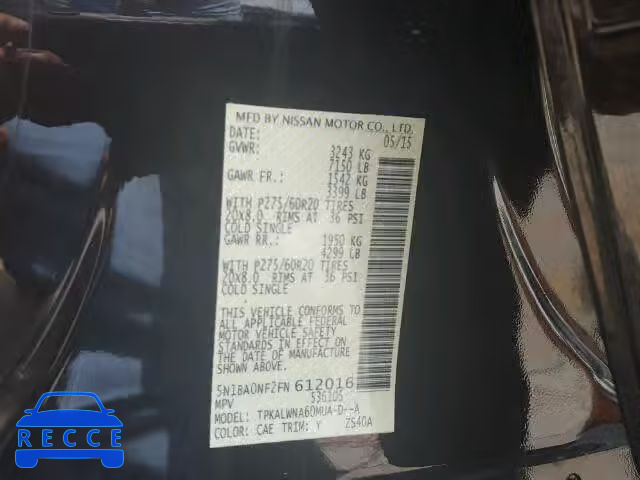 MFD BY NISSAN MOTOR CO., LTD.
DATE: 05/15
GVWR: 3243 KG
7150 LB
GAWR FR.: 1542 KG
3399 LB
WITH P275/60R20 TIRES
20X8.0 RIMS AT 36 PSI
COLD SINGLE
GAWR RR.: 1950 KG
4299 LB
WITH P275/60R20 TIRES
20X8.0 RIMS AT 36 PSI
COLD SINGLE
THIS VEHICLE CONFORMS TO
ALL APPLICABLE FEDERAL
MOTOR VEHICLE SAFETY
STANDARDS IN EFFECT ON
THE DATE OF MANUFACTURE
SHOWN ABOVE
5N1BA0NF2FN 612016
MPV 536105
MODEL: TPKALWNA60MUA-D--A
COLOR: CAE TRIM: Y ZS40A
RECCE